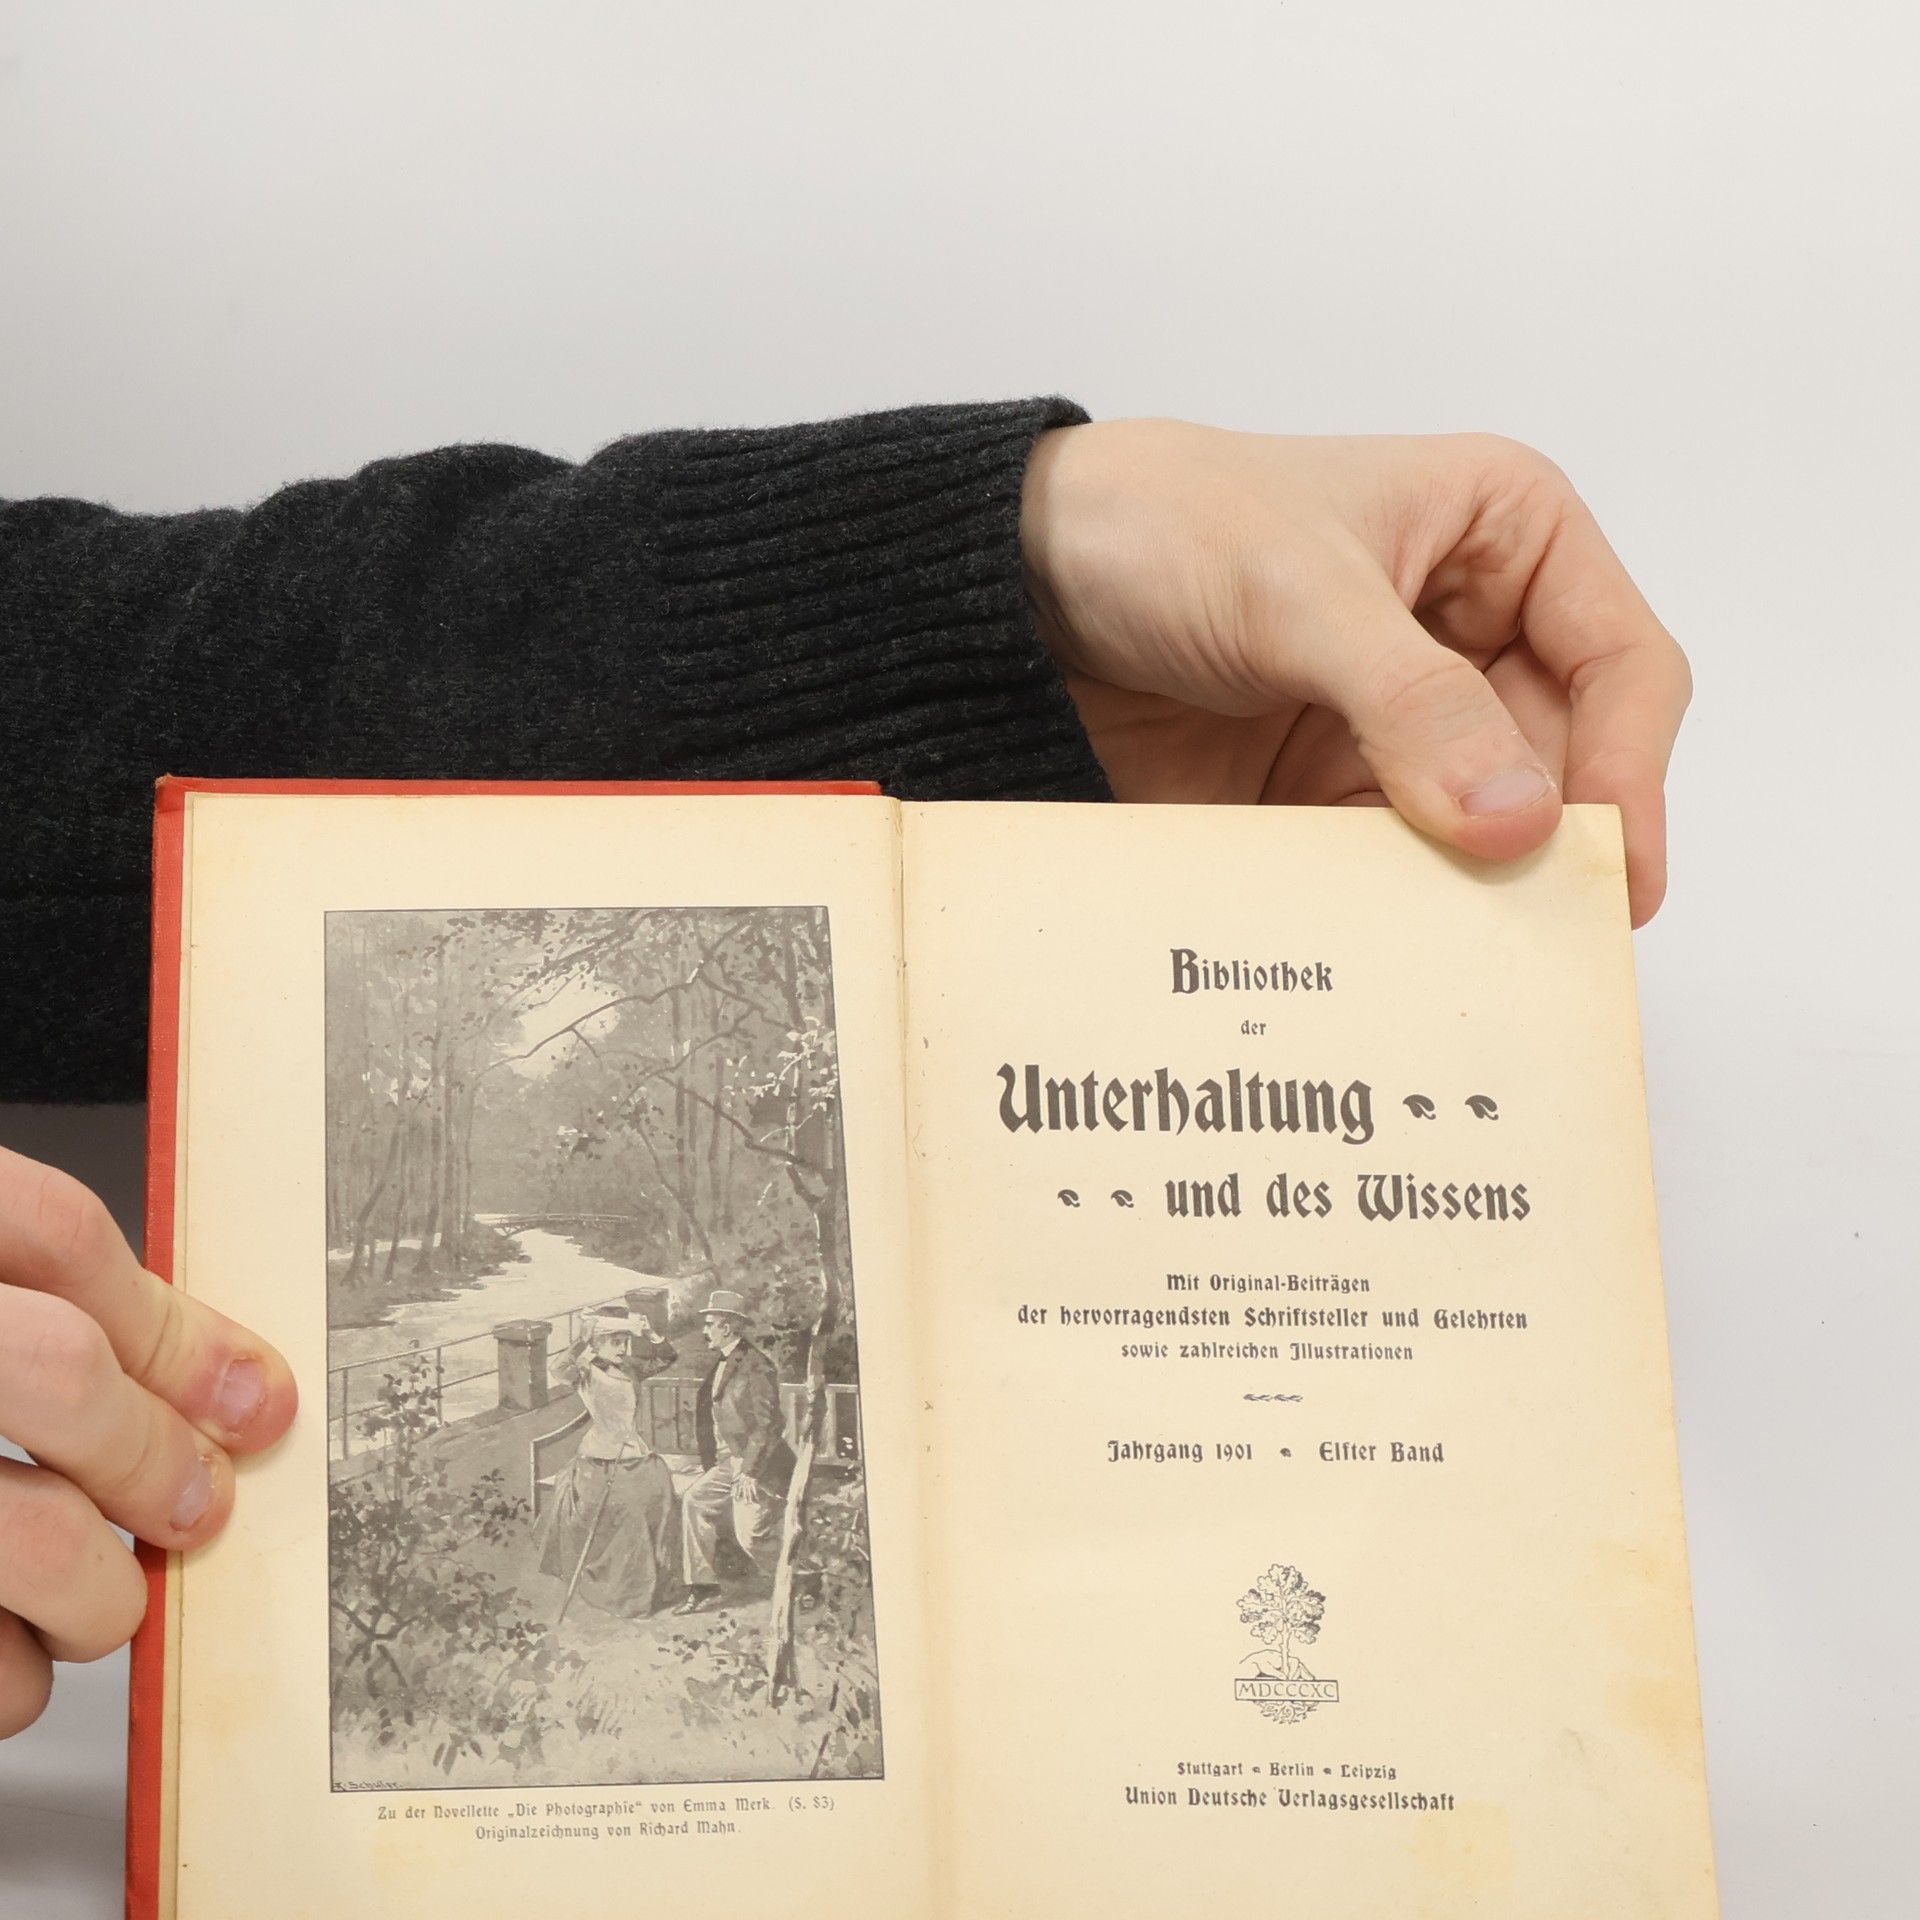 Zu der Novellette „Die Photographie“ von Emma Merk. (S. 83)
Originalzeichnung von Richard Mahn.
Bibliothek
der
Unterhaltung
und des Wissens
Mit Original-Beiträgen
der hervorragendsten Schriftsteller und Gelehrten
sowie zahlreichen Illustrationen
Jahrgang 1901 Elfter Band
MDCCCXC
Stuttgart Berlin Leipzig
Union Deutsche Verlagsgesellschaft